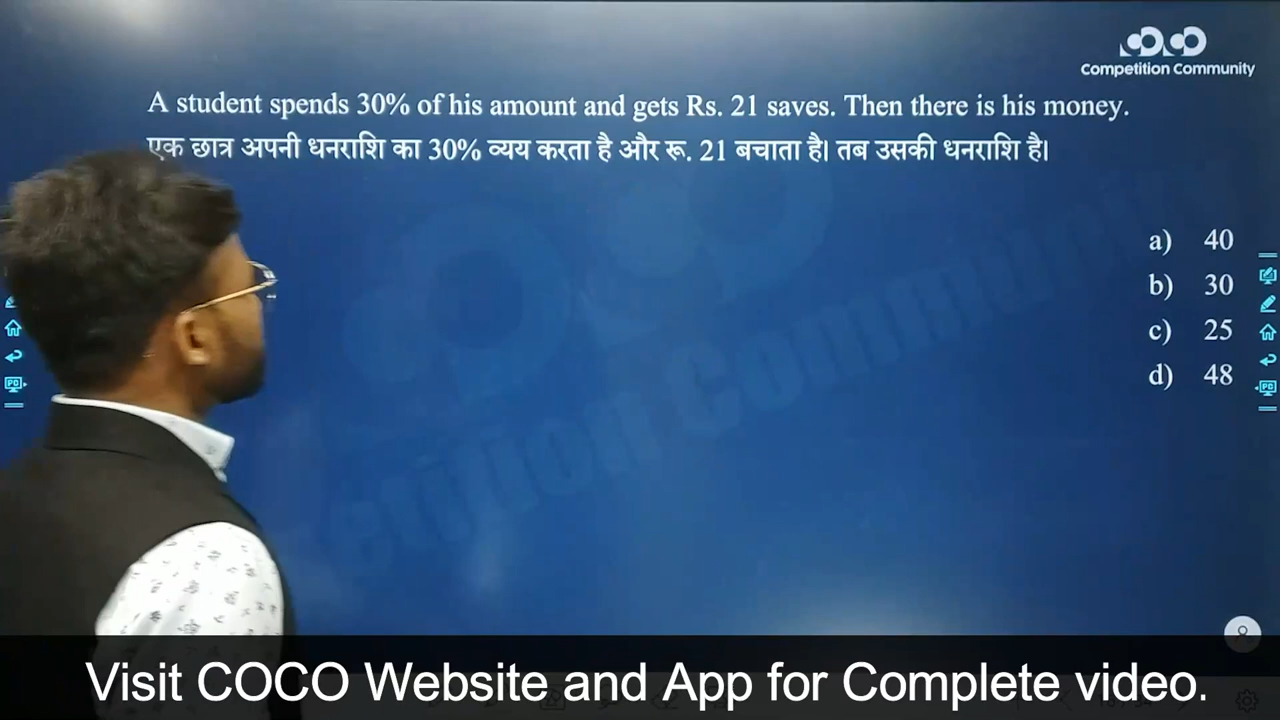 Competition Community
A student spends 30% of his amount and gets Rs. 21 saves. Then there is his money.
एक छात्र अपनी धनराशि का 30% व्यय करता है और रू. 21 बचाता है। तब उसकी धनराशि है।
a) 40
b) 30
c) 25
d) 48
Visit COCO Website and App for Complete video.